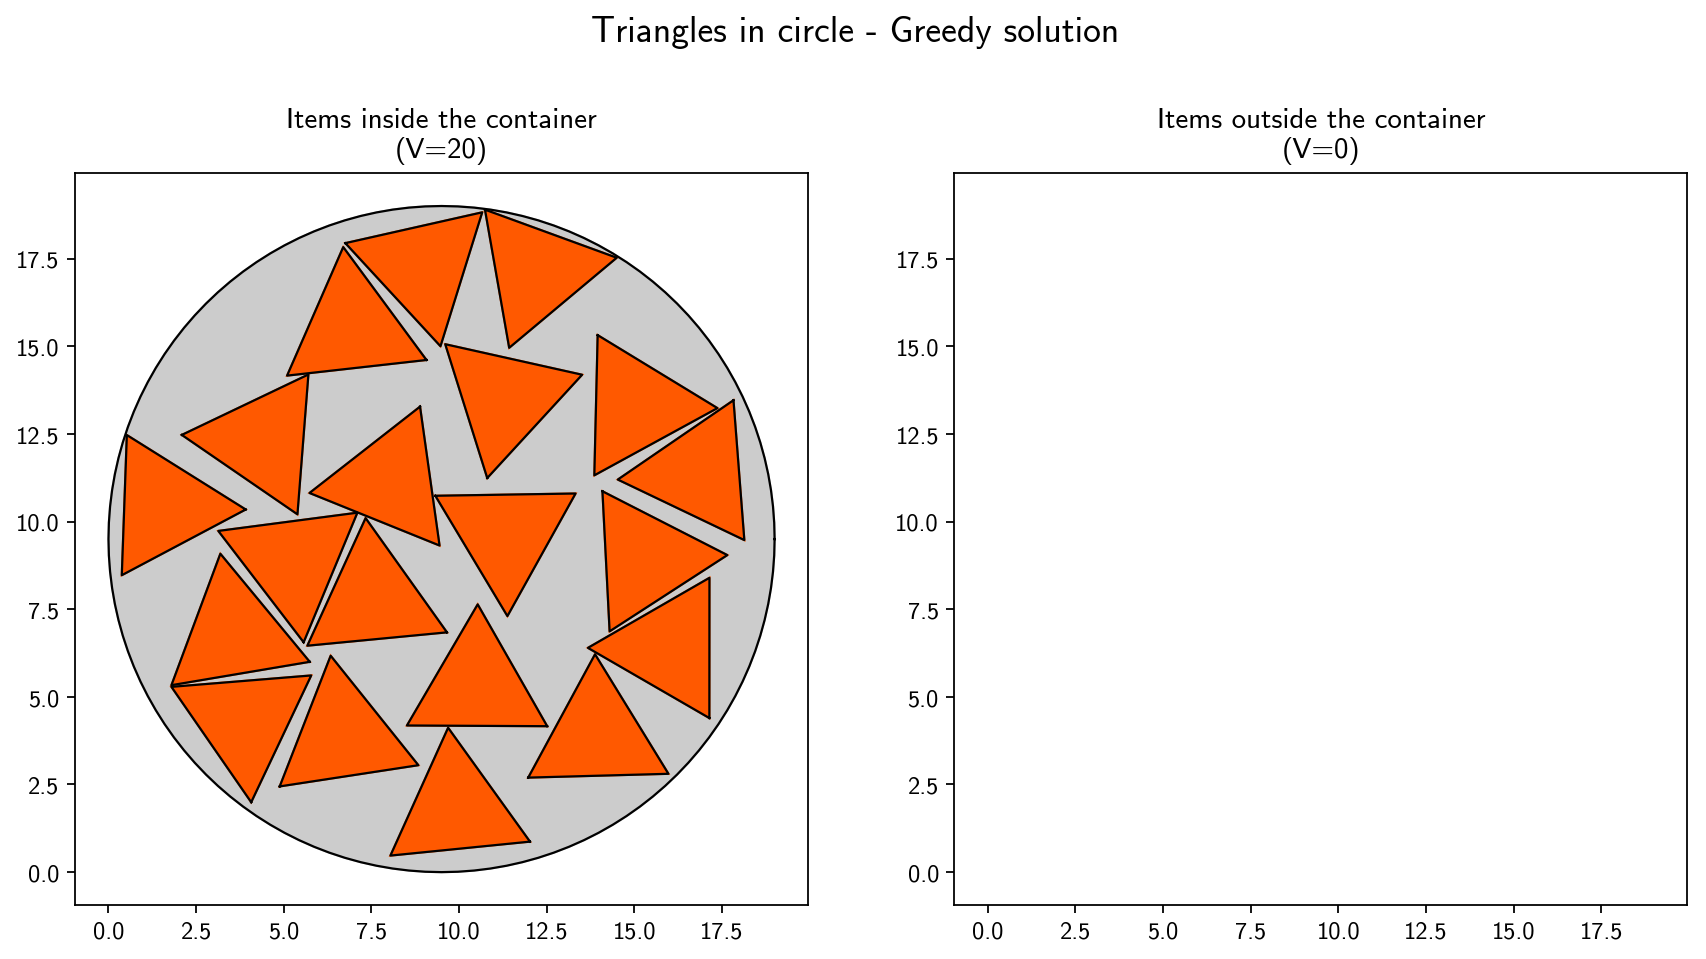 Triangles in circle - Greedy solution
Items inside the container
(V=20)
17.5
15.0
12.5
10.0
7.5
5.0
2.5
0.0
0.0 2.5 5.0 7.5 10.0 12.5 15.0 17.5
Items outside the container
(V=0)
17.5
15.0
12.5
10.0
7.5
5.0
2.5
0.0
0.0 2.5 5.0 7.5 10.0 12.5 15.0 17.5